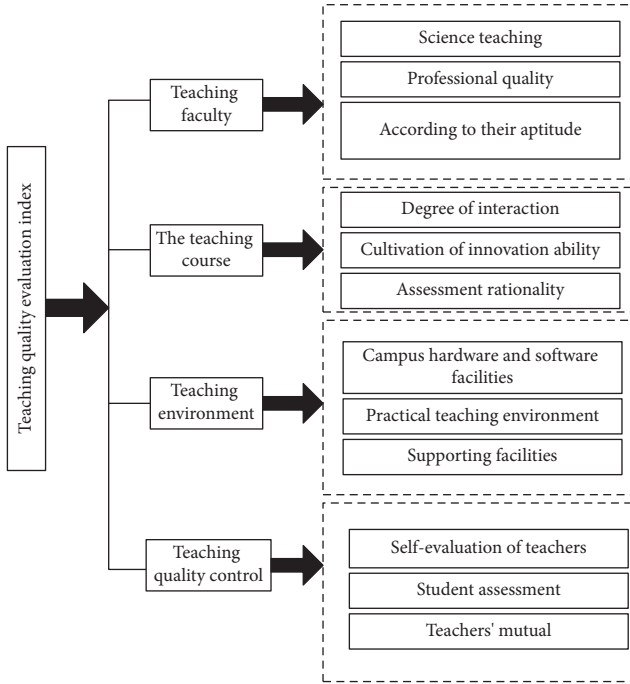 Teaching quality evaluation index
Teaching
faculty
Science teaching
Professional quality
According to their aptitude
The teaching
course
Degree of interaction
Cultivation of innovation ability
Assessment rationality
Teaching
environment
Campus hardware and software
facilities
Practical teaching environment
Supporting facilities
Teaching
quality control
Self-evaluation of teachers
Student assessment
Teachers' mutual